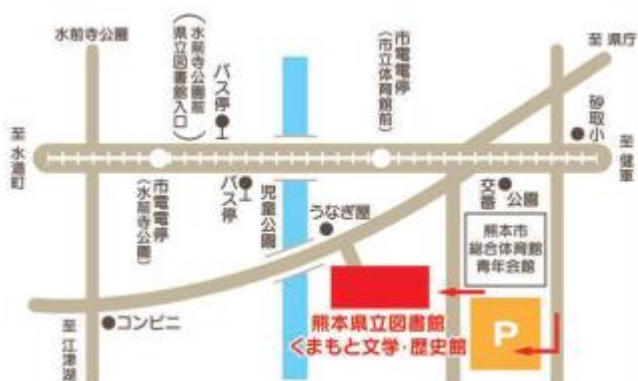 水前寺公園
至 県庁
水前寺公園前
(県立図書館入口)
バス停
市電電停
(市立体育館前)
砂取小
至 水道町
至 健軍
市電電停
(水前寺公園)
バス停
児童公園
うなぎ屋
交番
公園
熊本市
総合体育館
青年会館
熊本県立図書館
くまもと文学・歴史館
P
コンビニ
至 江津湖